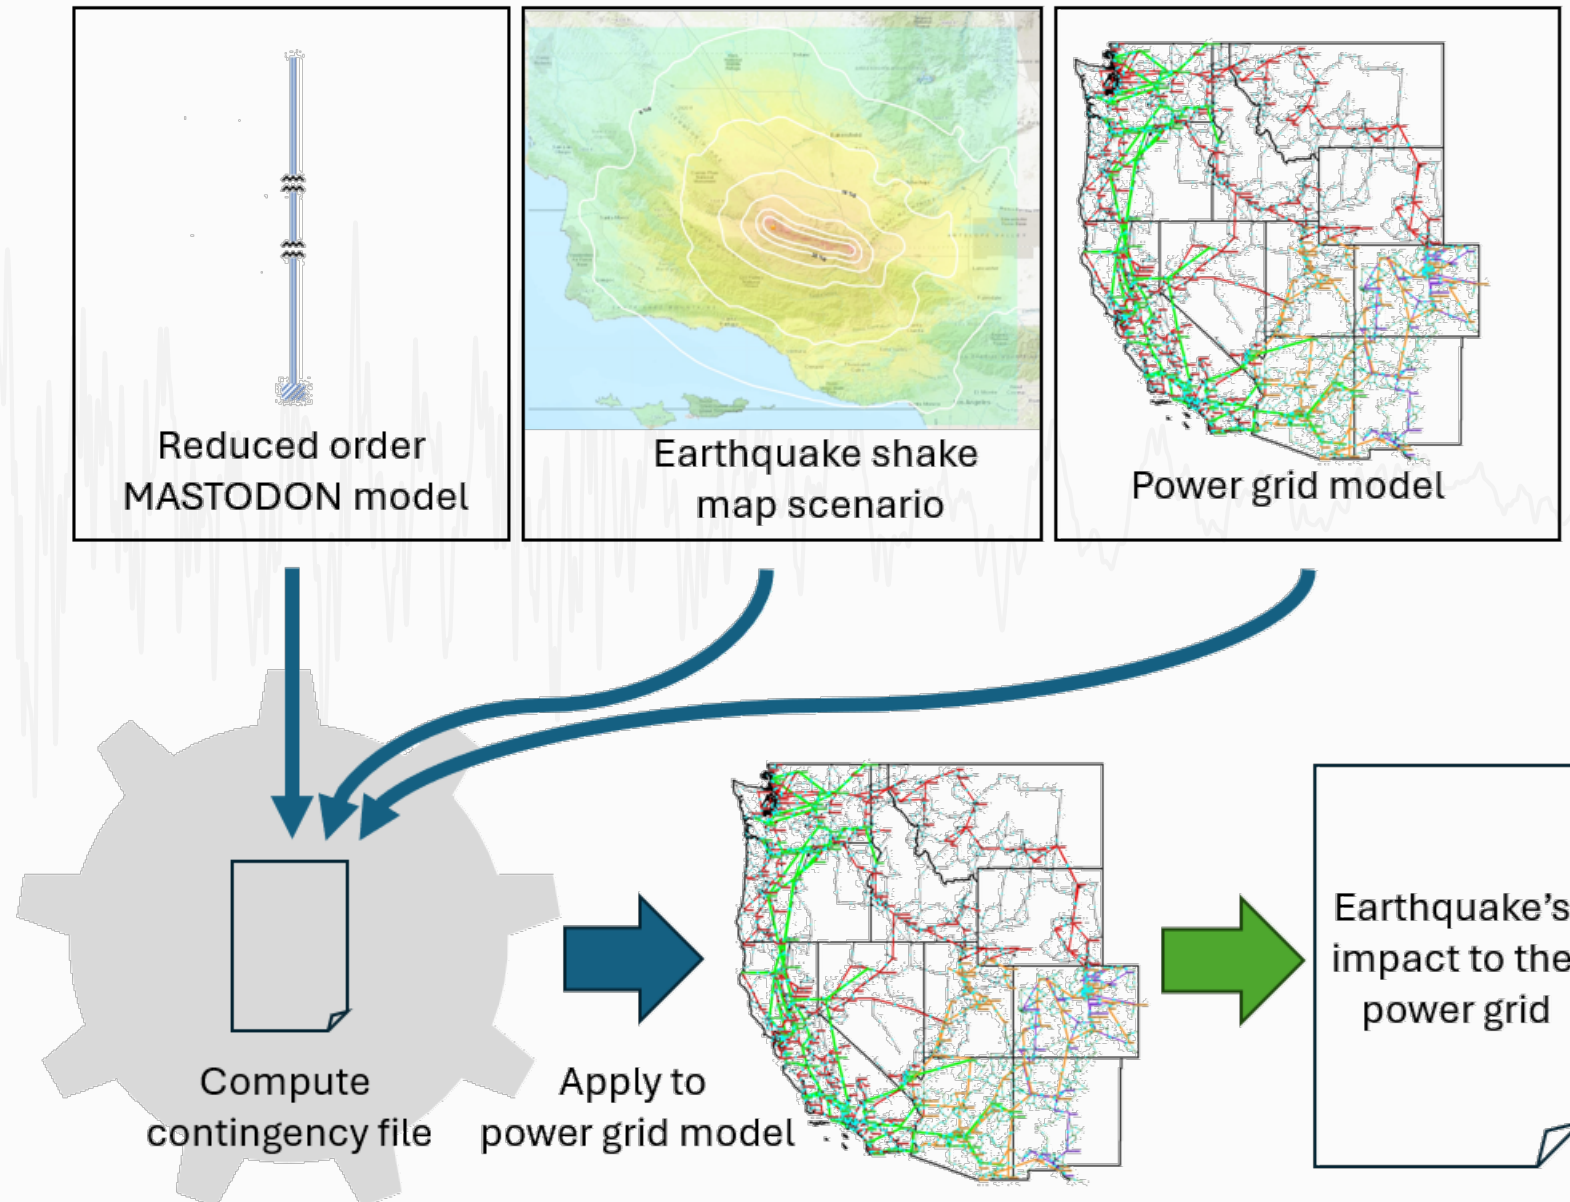 Reduced order
MASTODON model
Earthquake shake
map scenario
Power grid model
Compute
contingency file
Apply to
power grid model
Earthquake's
impact to the
power grid